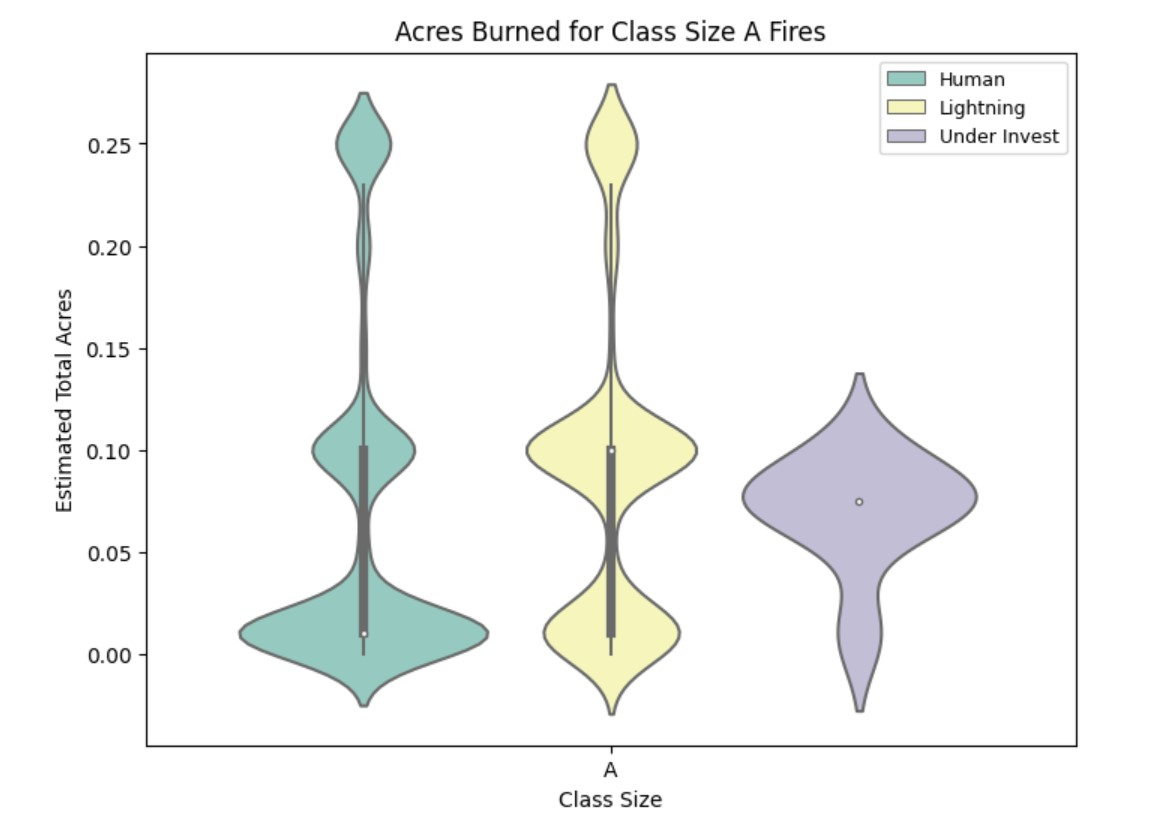 Acres Burned for Class Size A Fires
Human
Lightning
Under Invest
0.25
0.20
0.15
0.10
0.05
0.00
Estimated Total Acres
A
Class Size